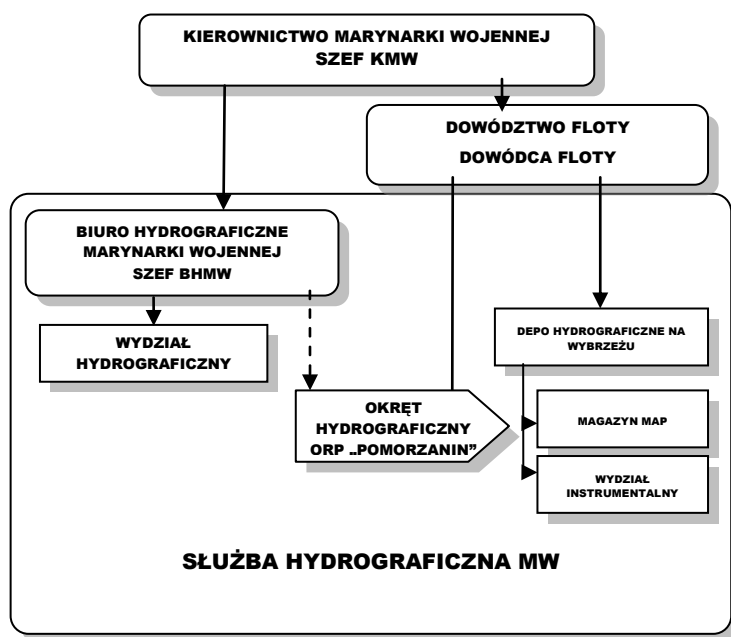 KIEROWNICTWO MARYNARKI WOJENNEJ
SZEF KMW
DOWÓDZTWO FLOTY
DOWÓDCA FLOTY
BIURO HYDROGRAFICZNE
MARYNARKI WOJENNEJ
SZEF BHMW
WYDZIAŁ
HYDROGRAFICZNY
DEPO HYDROGRAFICZNE NA
WYBRZEŻU
OKRĘT
HYDROGRAFICZNY
ORP „POMORZANIN”
MAGAZYN MAP
WYDZIAŁ
INSTRUMENTALNY
SŁUŻBA HYDROGRAFICZNA MW